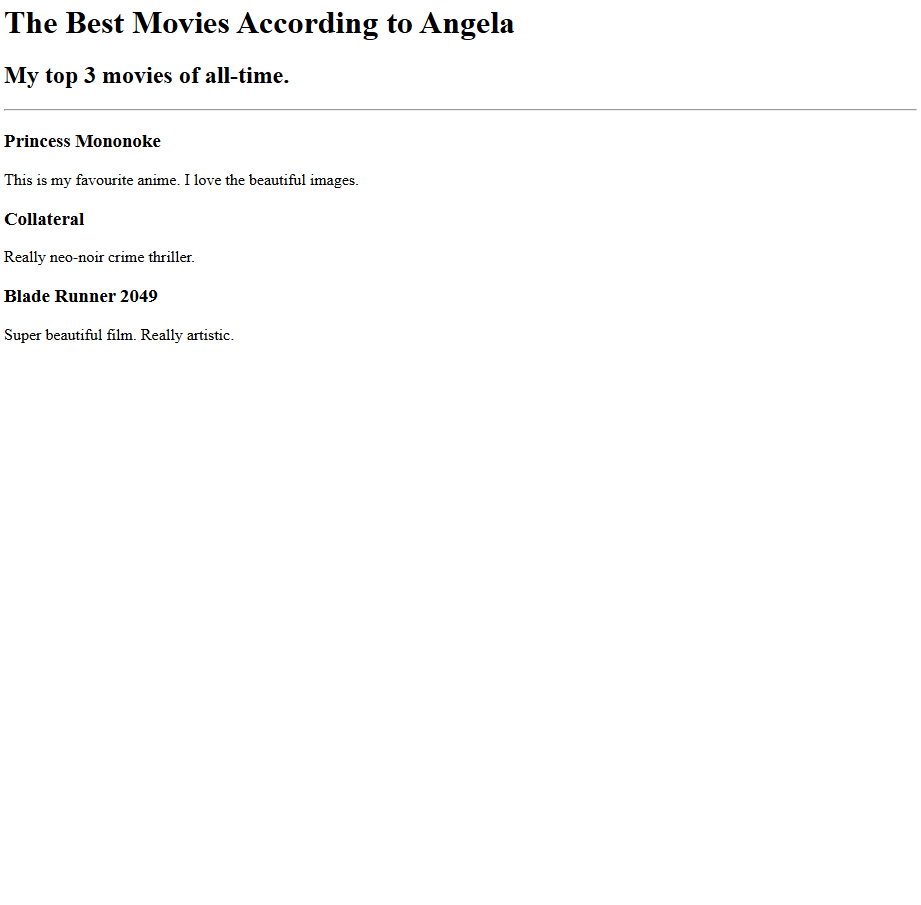 The Best Movies According to Angela
My top 3 movies of all-time.
Princess Mononoke
This is my favourite anime. I love the beautiful images.
Collateral
Really neo-noir crime thriller.
Blade Runner 2049
Super beautiful film. Really artistic.